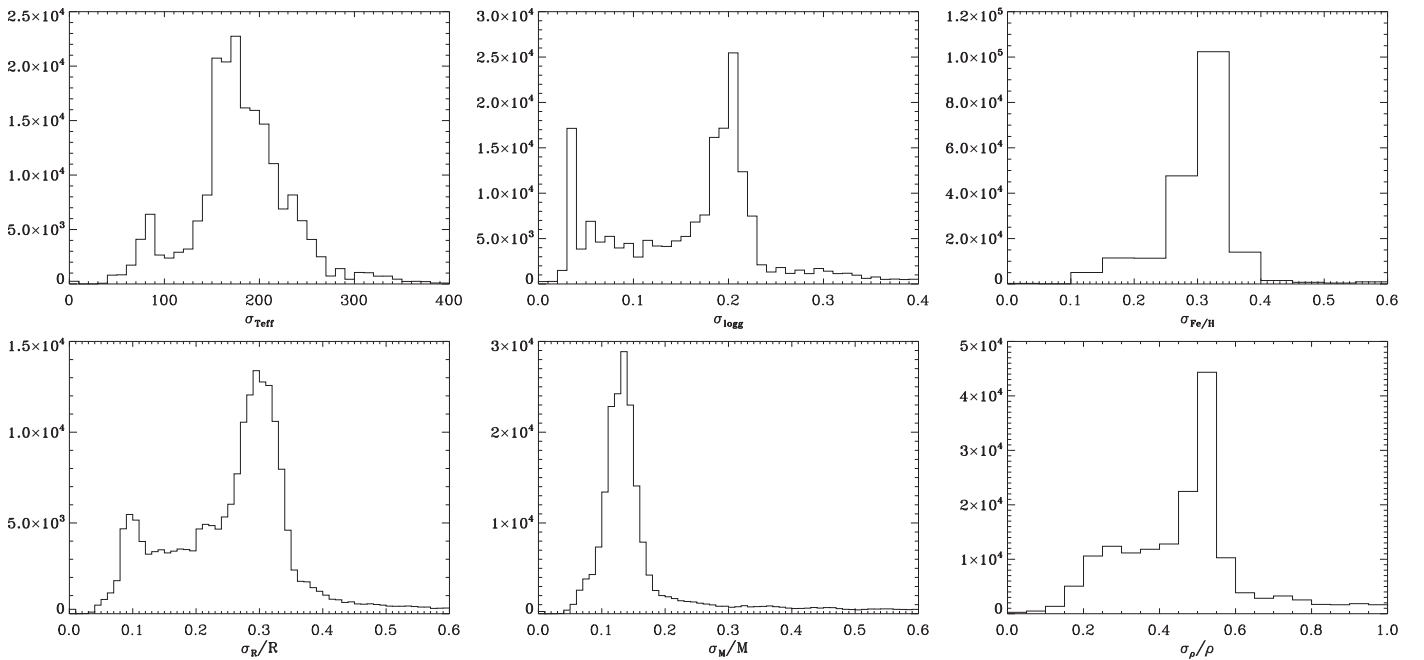 2.5×10⁴
2.0×10⁴
1.5×10⁴
1.0×10⁴
5.0×10³
0
0 100 200 300 400
σTeff
3.0×10⁴
2.5×10⁴
2.0×10⁴
1.5×10⁴
1.0×10⁴
5.0×10³
0
0.0 0.1 0.2 0.3 0.4
σlogg
1.2×10⁵
1.0×10⁵
8.0×10⁴
6.0×10⁴
4.0×10⁴
2.0×10⁴
0
0.0 0.1 0.2 0.3 0.4 0.5 0.6
σFe/H
1.5×10⁴
1.0×10⁴
5.0×10³
0
0.0 0.1 0.2 0.3 0.4 0.5 0.6
σR/R
3×10⁴
2×10⁴
1×10⁴
0
0.0 0.1 0.2 0.3 0.4 0.5 0.6
σM/M
5×10⁴
4×10⁴
3×10⁴
2×10⁴
1×10⁴
0
0.0 0.2 0.4 0.6 0.8 1.0
σρ/ρ